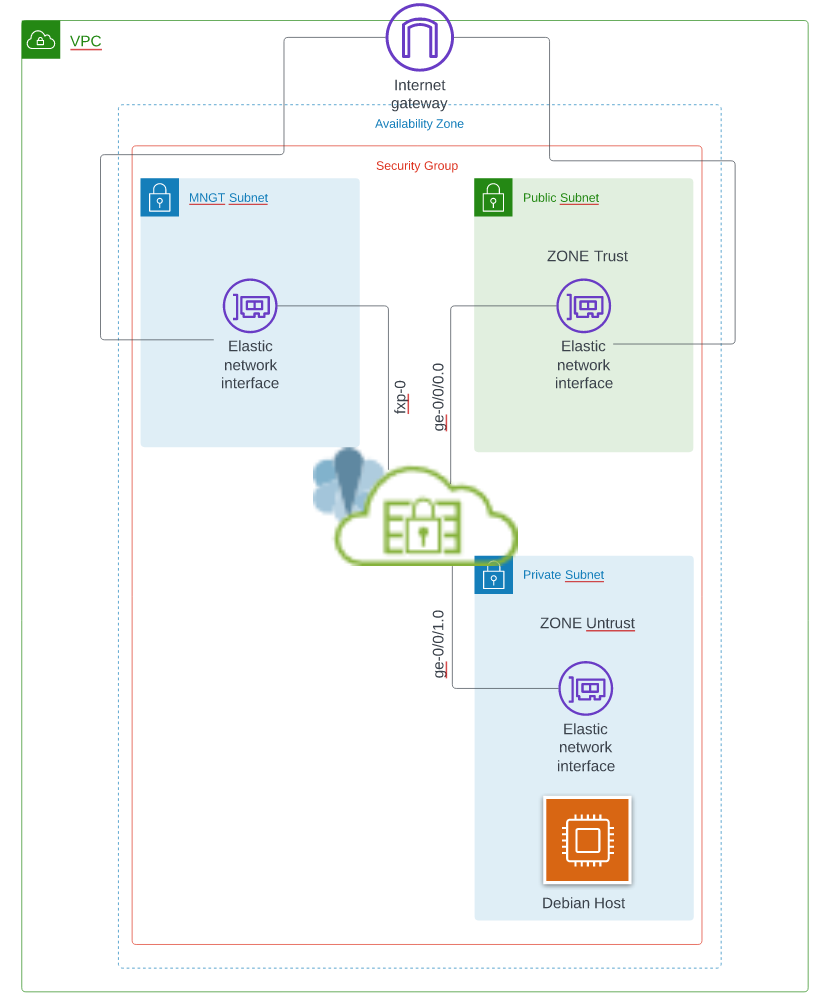 VPC
Internet
gateway
Availability Zone
Security Group
MNGT Subnet
Public Subnet
ZONE Trust
Elastic
network
interface
Elastic
network
interface
fxp-0
ge-0/0/0.0
Private Subnet
ZONE Untrust
ge-0/0/1.0
Elastic
network
interface
Debian Host